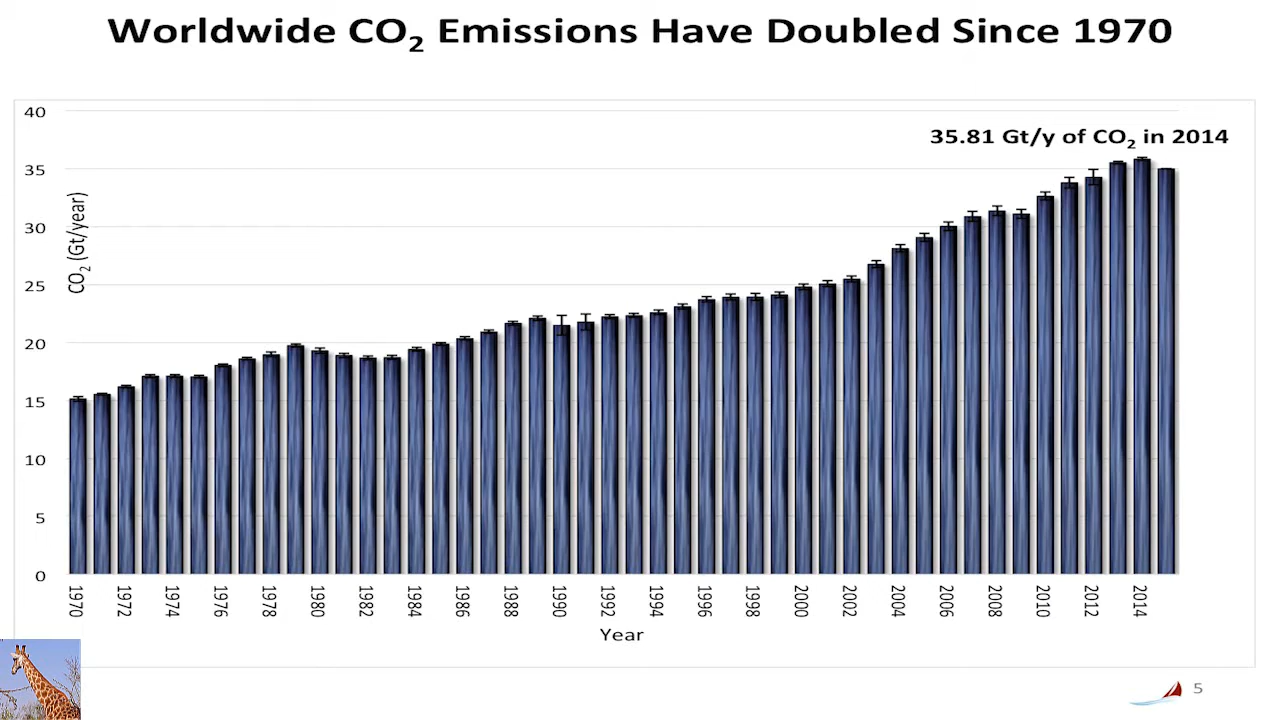 Worldwide CO2 Emissions Have Doubled Since 1970
40
35.81 Gt/y of CO2 in 2014
35
CO2 (Gt/year)
30
25
20
15
10
5
0
1970 1972 1974 1976 1978 1980 1982 1984 1986 1988 1990 1992 1994 1996 1998 2000 2002 2004 2006 2008 2010 2012 2014
Year
5